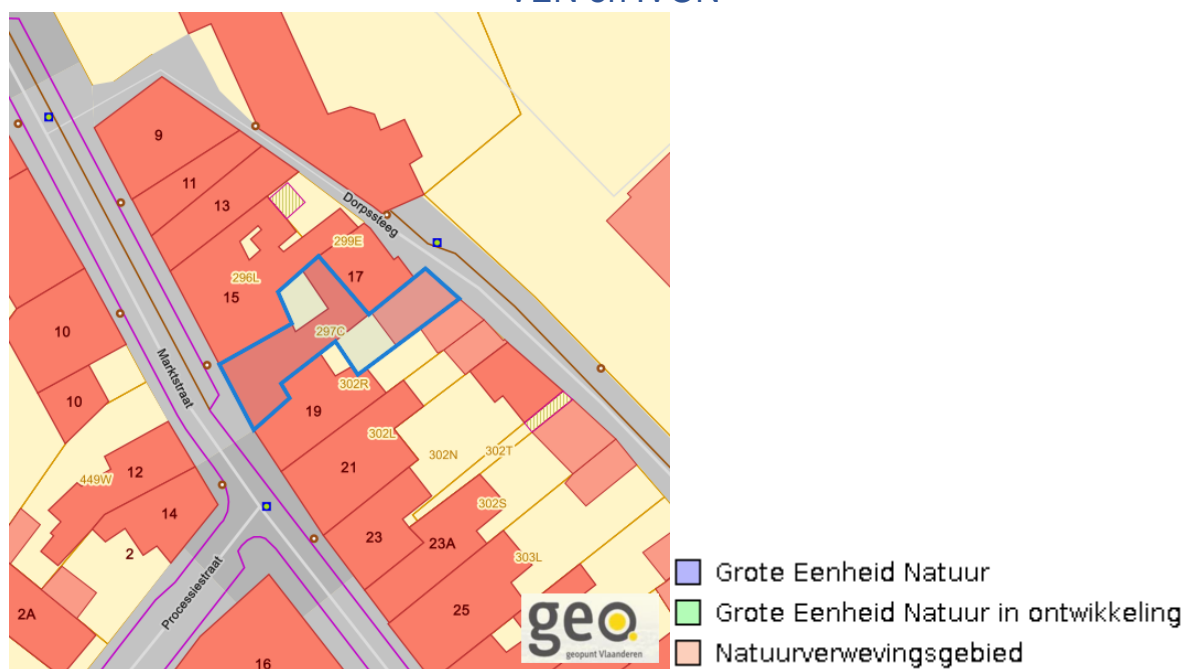 9
11
13
Dorpssteeg
299E
17
296L
15
297C
10
Marktstraat
302R
10
19
302L
302N
302T
12
21
449W
14
302S
2
23
23A
303L
Processiestraat
2A
25
16
geo
geopunt Vlaanderen
Grote Eenheid Natuur
Grote Eenheid Natuur in ontwikkeling
Natuurverwevingsgebied